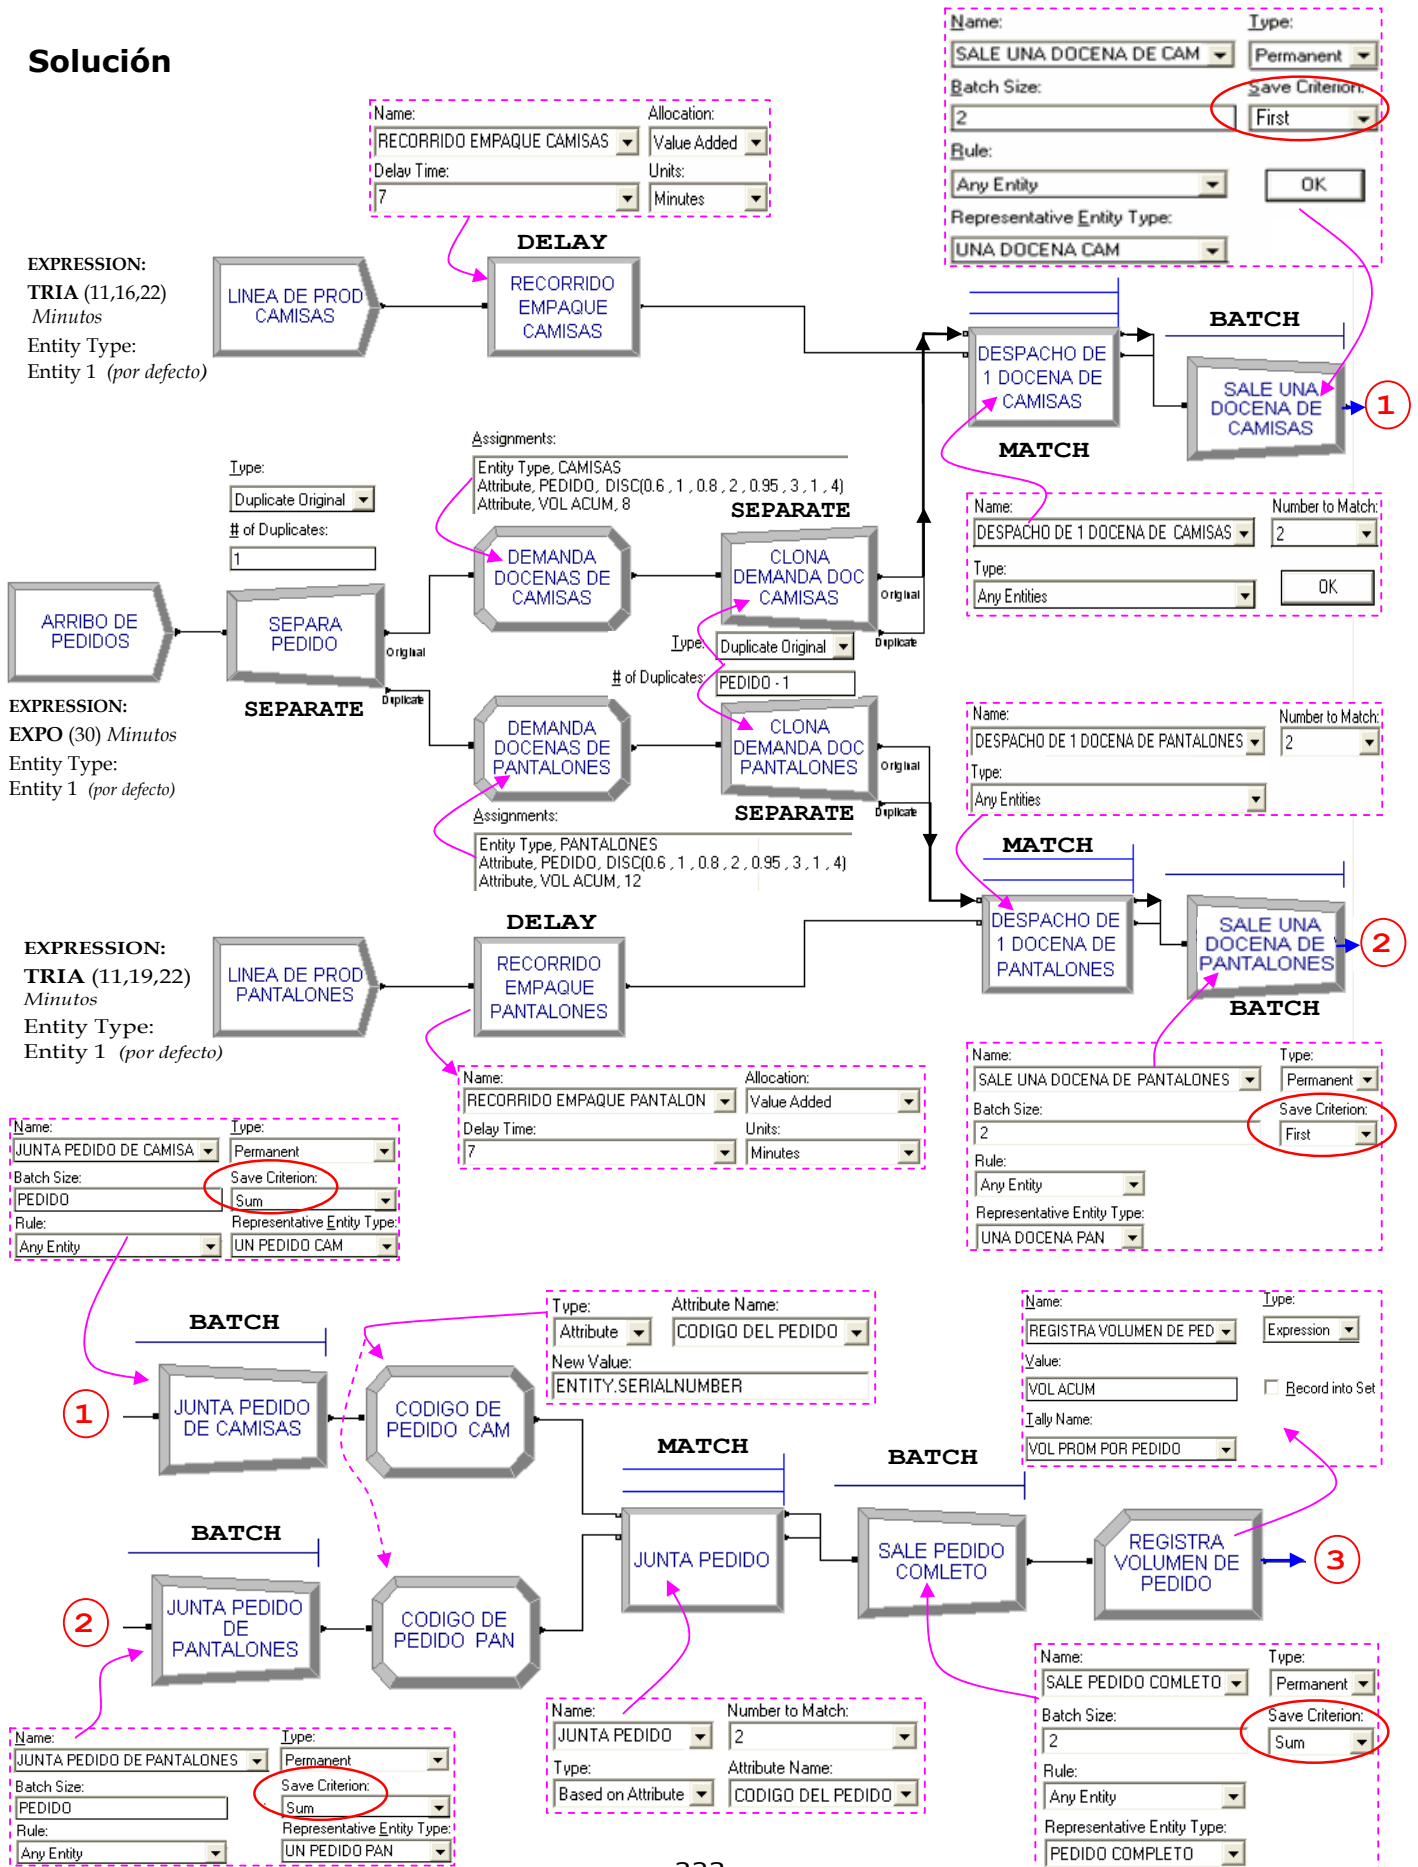 Solución
Name:
Type:
SALE UNA DOCENA DE CAM
Permanent
Batch Size:
Save Criterion:
2
First
Rule:
Any Entity
OK
Representative Entity Type:
UNA DOCENA CAM
Name:
Allocation:
RECORRIDO EMPAQUE CAMISAS
Value Added
Delay Time:
Units:
7
Minutes
DELAY
EXPRESSION:
TRIA (11,16,22)
Minutos
Entity Type:
Entity 1 (por defecto)
LINEA DE PROD
CAMISAS
RECORRIDO
EMPAQUE
CAMISAS
BATCH
DESPACHO DE
1 DOCENA DE
CAMISAS
SALE UNA
DOCENA DE
CAMISAS
1
MATCH
Assignments:
Entity Type, CAMISAS
Attribute, PEDIDO, DISC(0.6 , 1 , 0.8 , 2 , 0.95 , 3 , 1 , 4)
Attribute, VOL ACUM, 8
Type:
Duplicate Original
# of Duplicates:
1
SEPARATE
Name:
Number to Match:
DESPACHO DE 1 DOCENA DE CAMISAS
2
Type:
Any Entities
OK
DEMANDA
DOCENAS DE
CAMISAS
CLONA
DEMANDA DOC
CAMISAS
Original
Duplicate
ARRIBO DE
PEDIDOS
SEPARA
PEDIDO
Original
Duplicate
Type:
Duplicate Original
# of Duplicates:
PEDIDO - 1
EXPRESSION:
EXPO (30) Minutos
Entity Type:
Entity 1 (por defecto)
SEPARATE
DEMANDA
DOCENAS DE
PANTALONES
CLONA
DEMANDA DOC
PANTALONES
Original
Duplicate
Name:
Number to Match:
DESPACHO DE 1 DOCENA DE PANTALONES
2
Type:
Any Entities
Assignments:
SEPARATE
Entity Type, PANTALONES
Attribute, PEDIDO, DISC(0.6 , 1 , 0.8 , 2 , 0.95 , 3 , 1 , 4)
Attribute, VOL ACUM, 12
MATCH
DELAY
EXPRESSION:
TRIA (11,19,22)
Minutos
Entity Type:
Entity 1 (por defecto)
LINEA DE PROD
PANTALONES
RECORRIDO
EMPAQUE
PANTALONES
DESPACHO DE
1 DOCENA DE
PANTALONES
SALE UNA
DOCENA DE
PANTALONES
2
BATCH
Name:
Allocation:
RECORRIDO EMPAQUE PANTALON
Value Added
Delay Time:
Units:
7
Minutes
Name:
Type:
SALE UNA DOCENA DE PANTALONES
Permanent
Batch Size:
Save Criterion:
2
First
Rule:
Any Entity
Representative Entity Type:
UNA DOCENA PAN
Name:
Type:
JUNTA PEDIDO DE CAMISA
Permanent
Batch Size:
Save Criterion:
PEDIDO
Sum
Rule:
Representative Entity Type:
Any Entity
UN PEDIDO CAM
Type:
Attribute Name:
Attribute
CODIGO DEL PEDIDO
New Value:
ENTITY.SERIALNUMBER
Name:
Type:
REGISTRA VOLUMEN DE PED
Expression
Value:
VOL ACUM
Record into Set
Tally Name:
VOL PROM POR PEDIDO
BATCH
1
JUNTA PEDIDO
DE CAMISAS
CODIGO DE
PEDIDO CAM
MATCH
BATCH
BATCH
JUNTA PEDIDO
SALE PEDIDO
COMLETO
REGISTRA
VOLUMEN DE
PEDIDO
3
2
JUNTA PEDIDO
DE
PANTALONES
CODIGO DE
PEDIDO PAN
Name:
Type:
SALE PEDIDO COMLETO
Permanent
Batch Size:
Save Criterion:
2
Sum
Rule:
Any Entity
Representative Entity Type:
PEDIDO COMPLETO
Name:
Number to Match:
JUNTA PEDIDO
2
Type:
Attribute Name:
Based on Attribute
CODIGO DEL PEDIDO
Name:
Type:
JUNTA PEDIDO DE PANTALONES
Permanent
Batch Size:
Save Criterion:
PEDIDO
Sum
Rule:
Representative Entity Type:
Any Entity
UN PEDIDO PAN